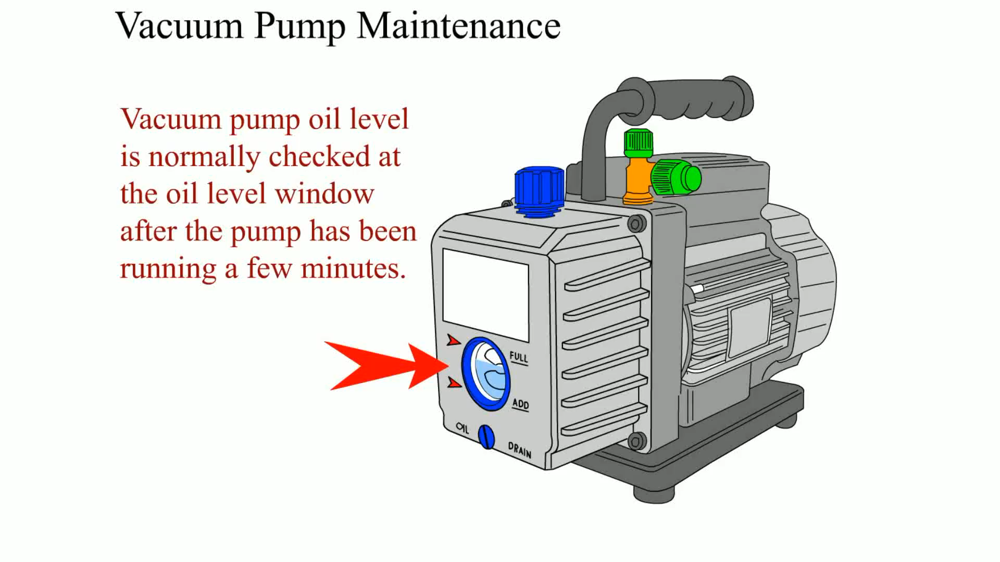 Vacuum Pump Maintenance
Vacuum pump oil level
is normally checked at
the oil level window
after the pump has been
running a few minutes.
FULL
ADD
OIL
DRAIN